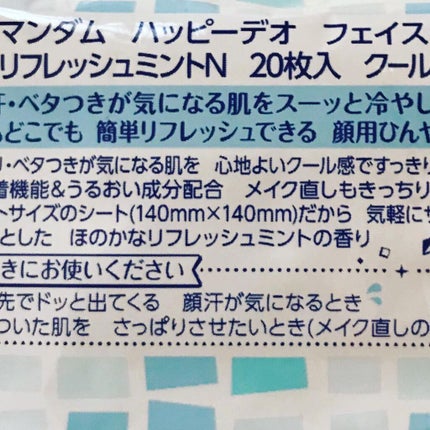 マンダム ハッピーデオ フェイス
リフレッシュミントN 20枚入 クール
・ベタつきが気になる肌をスーッと冷やし
どこでも 簡単リフレッシュできる 顔用ひんや
・ベタつきが気になる肌を 心地よいクール感ですっきり
着機能&うるおい成分配合 メイク直しもきっちり
トサイズのシート(140mm×140mm)だから 気軽に
とした ほのかなリフレッシュミントの香り
きにお使いください
先でドッと出てくる 顔汗が気になるとき
ついた肌を さっぱりさせたいとき(メイク直しの